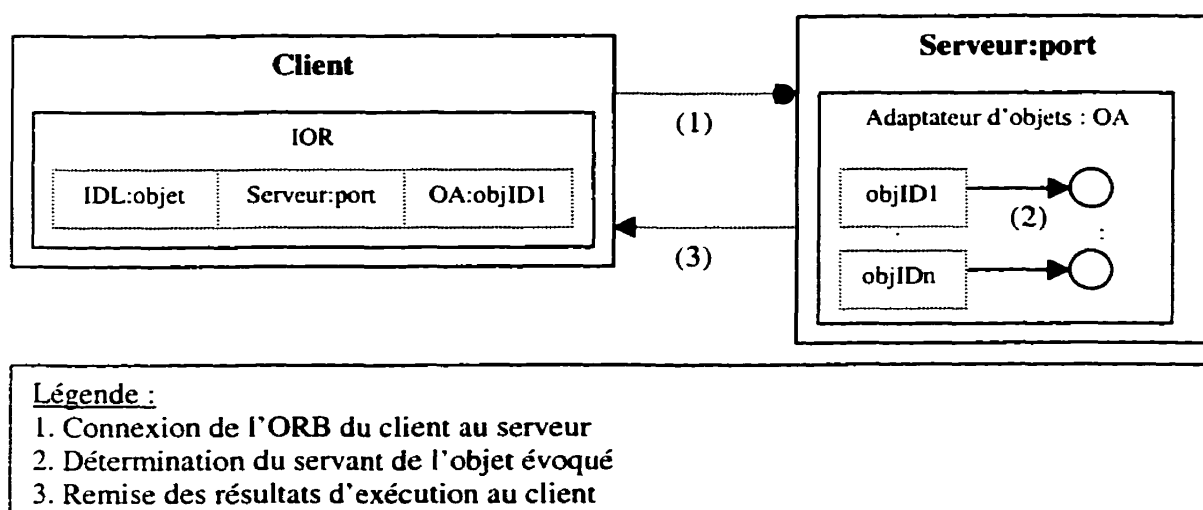 Client
IOR
IDL:objet Serveur:port OA:objID1
(1)
(3)
Serveur:port
Adaptateur d'objets : OA
objID1
(2)
objIDn
Légende :
1. Connexion de l'ORB du client au serveur
2. Détermination du servant de l'objet évoqué
3. Remise des résultats d'exécution au client